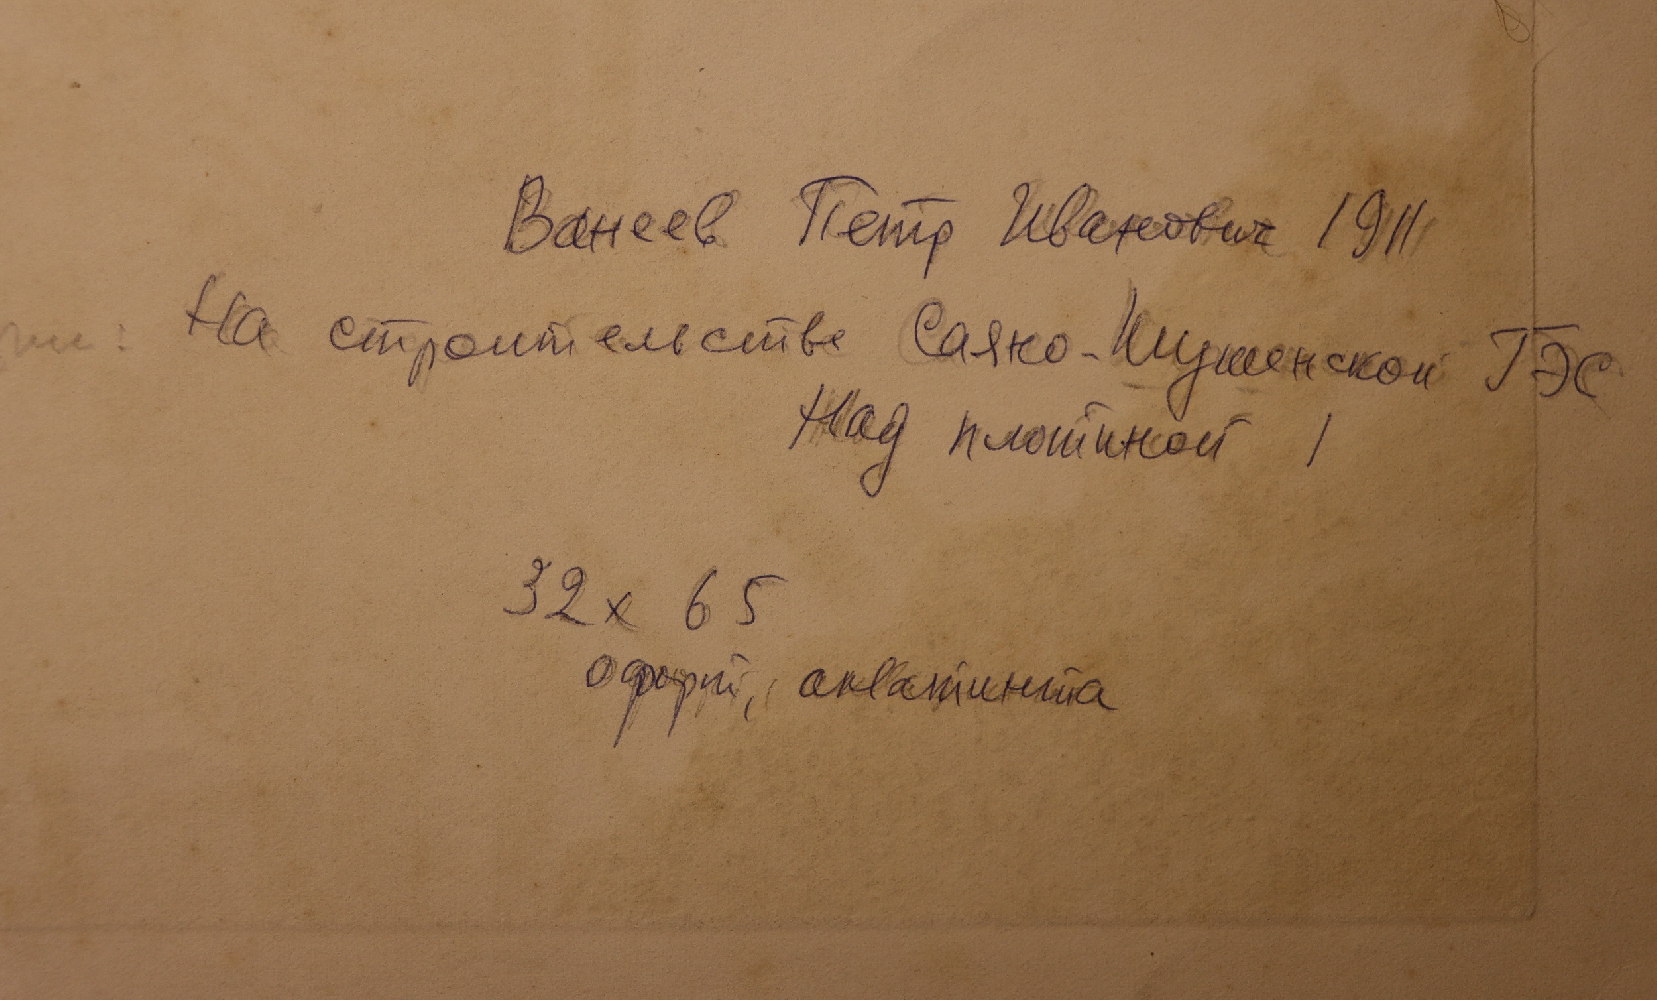 Ванеев Петр Иванович 1911
На строительстве Саяно-Шушенской ГЭС
Над плотиной 1
32 х 65
офорт, акватинта